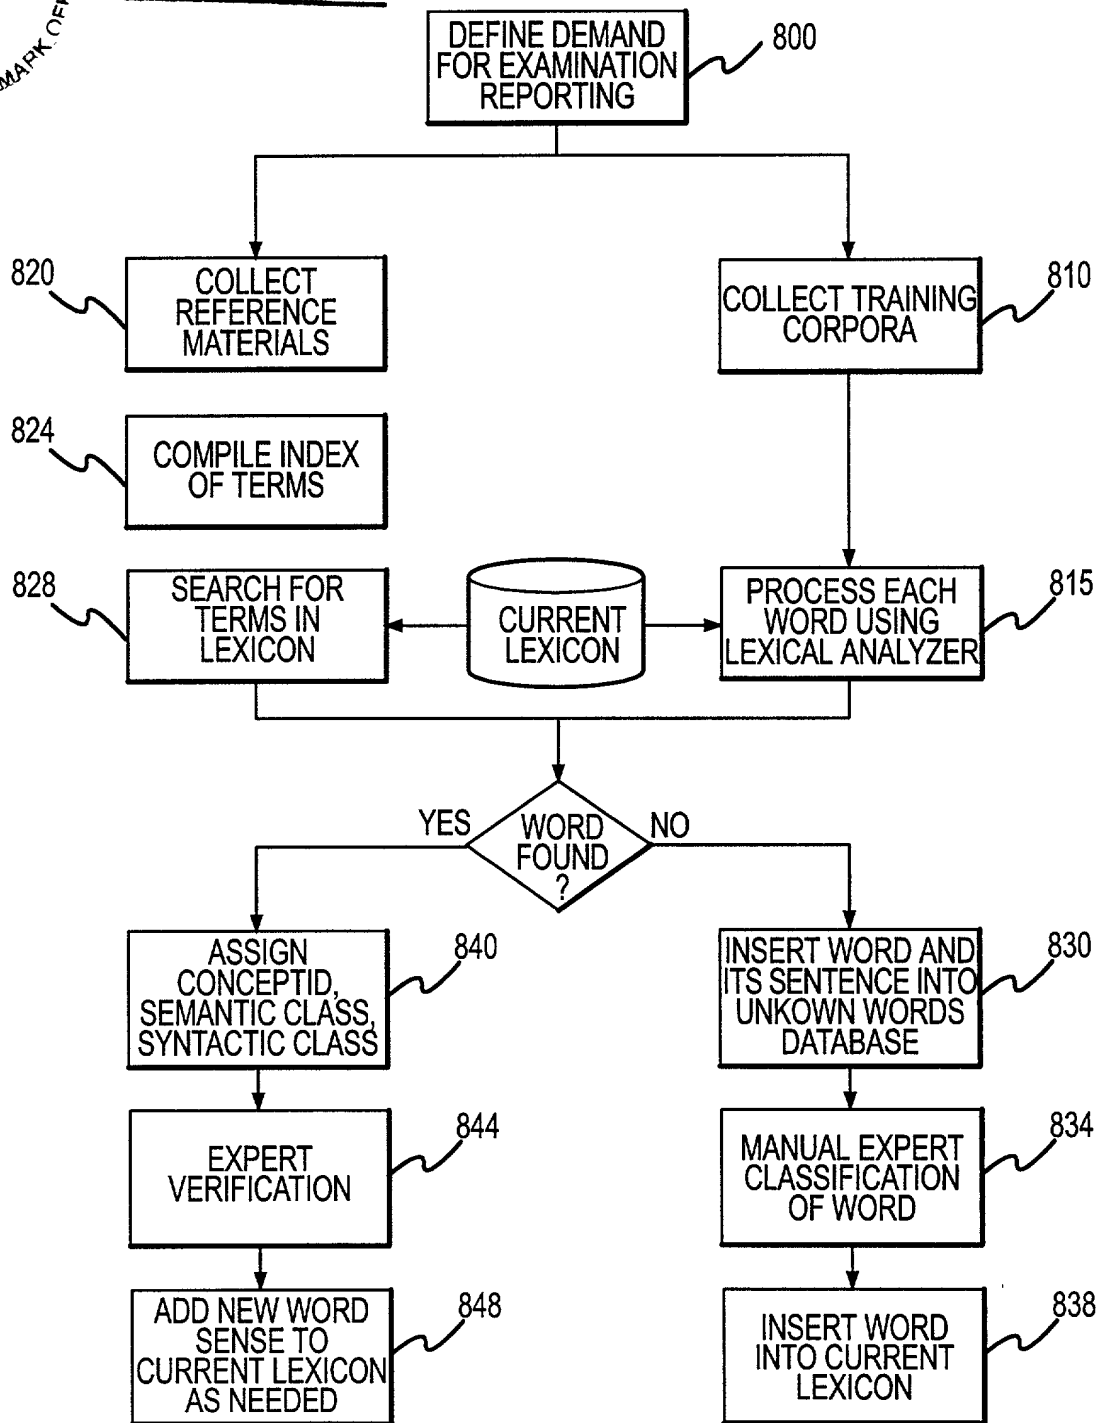 MARK OFF
DEFINE DEMAND
FOR EXAMINATION
REPORTING
800
820
COLLECT
REFERENCE
MATERIALS
COLLECT TRAINING
CORPORA
810
824
COMPILE INDEX
OF TERMS
828
SEARCH FOR
TERMS IN
LEXICON
CURRENT
LEXICON
PROCESS EACH
WORD USING
LEXICAL ANALYZER
815
YES
WORD
FOUND
?
NO
ASSIGN
CONCEPTID,
SEMANTIC CLASS,
SYNTACTIC CLASS
840
INSERT WORD AND
ITS SENTENCE INTO
UNKOWN WORDS
DATABASE
830
EXPERT
VERIFICATION
844
MANUAL EXPERT
CLASSIFICATION
OF WORD
834
ADD NEW WORD
SENSE TO
CURRENT LEXICON
AS NEEDED
848
INSERT WORD
INTO CURRENT
LEXICON
838